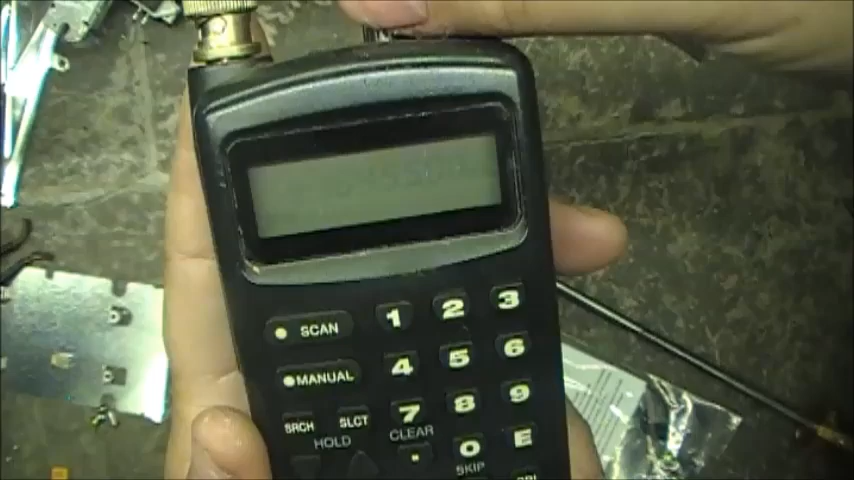 1 2 3
SCAN
4 5 6
MANUAL
7 8 9
SRCH SLCT
HOLD
CLEAR
. 0 E
SKIP